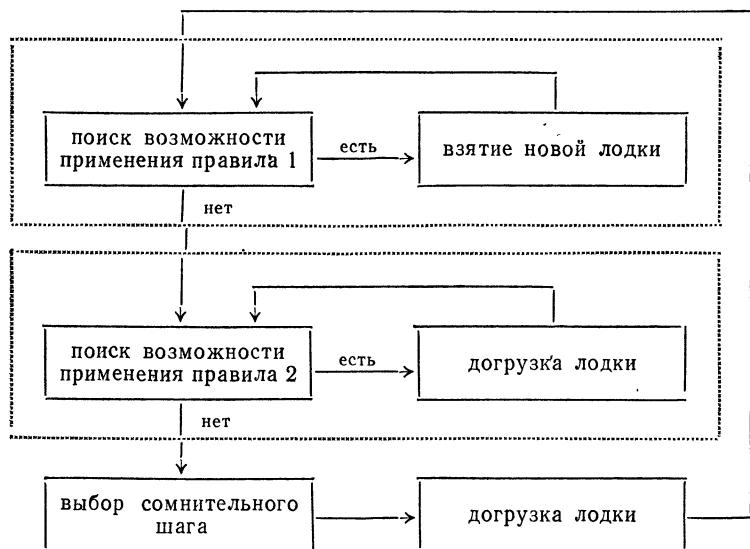 поиск возможности
применения правила 1
есть
взятие новой лодки
нет
поиск возможности
применения правила 2
есть
догрузка лодки
нет
выбор сомнительного
шага
догрузка лодки